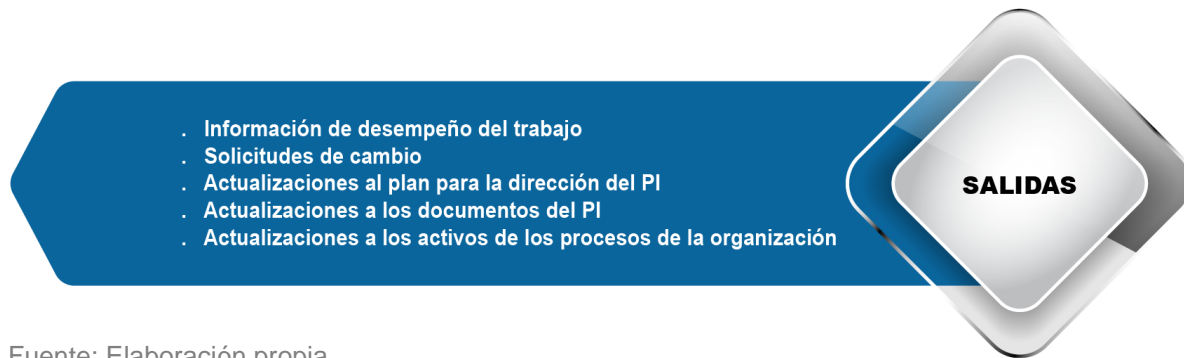 . Información de desempeño del trabajo
. Solicitudes de cambio
. Actualizaciones al plan para la dirección del PI
. Actualizaciones a los documentos del PI
. Actualizaciones a los activos de los procesos de la organización
SALIDAS
Fuente: Elaboración propia